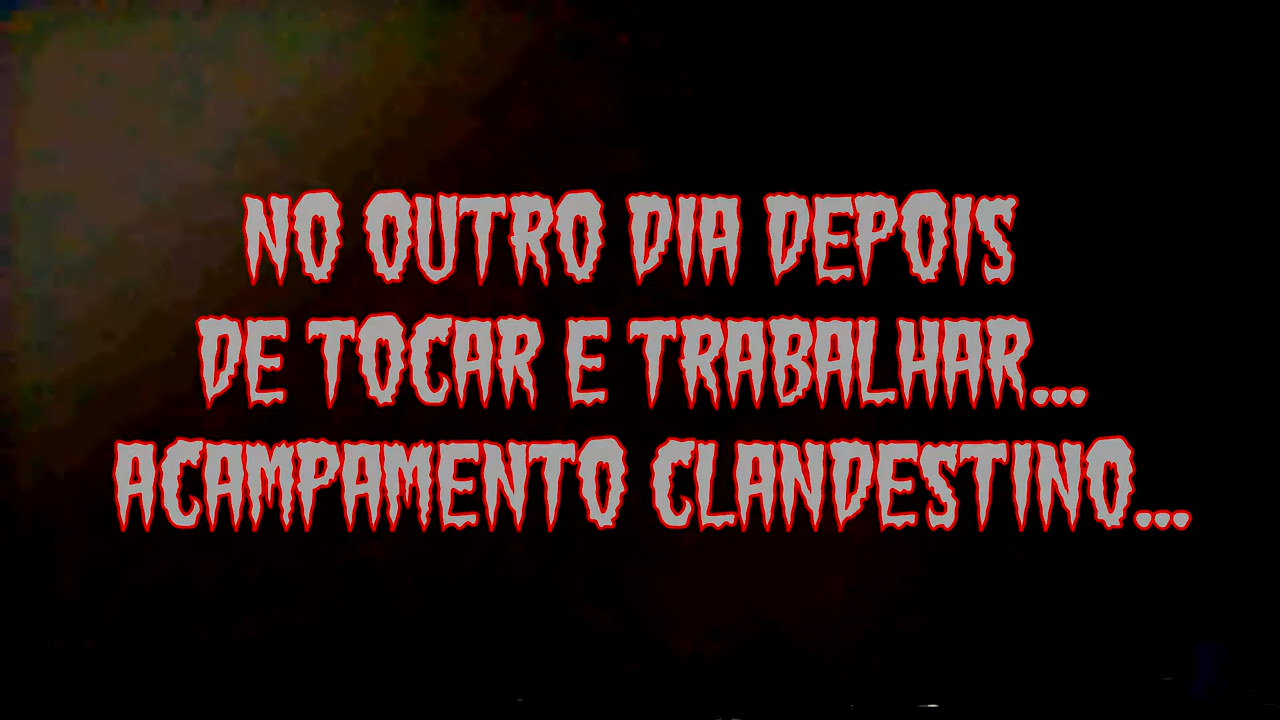 NO OUTRO DIA DEPOIS
DE TOCAR E TRABALHAR...
ACAMPAMENTO CLANDESTINO...